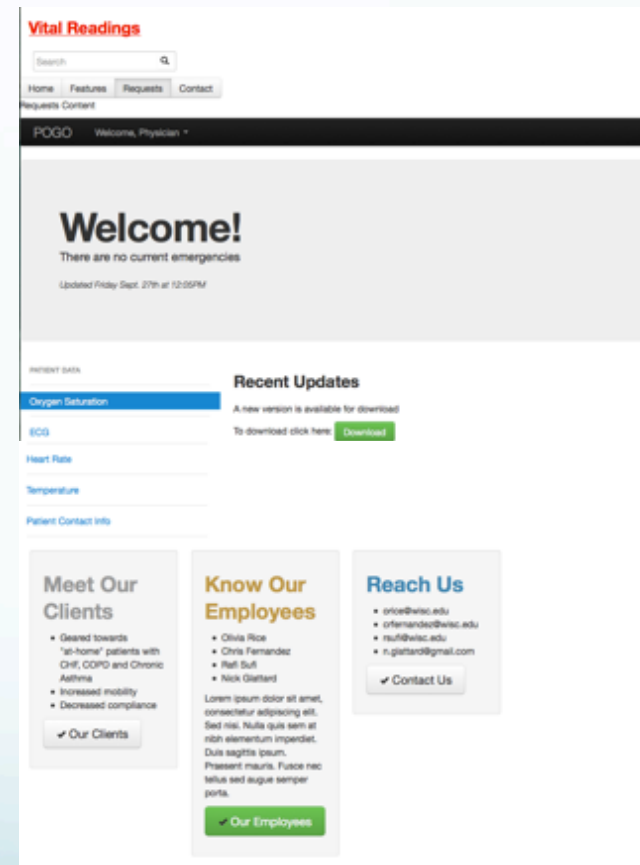 Vital Readings
Search
Home Features Requests Contact
Requests Content
POGO Welcome, Physician
Welcome!
There are no current emergencies
Updated Friday Sept. 27th at 12:05PM
PATIENT DATA
Oxygen Saturation
ECG
Heart Rate
Temperature
Patient Contact Info
Recent Updates
A new version is available for download
To download click here: Download
Meet Our
Clients
• Geared towards
"at-home" patients with
CHF, COPD and Chronic
Asthma
• Increased mobility
• Decreased compliance
✔ Our Clients
Know Our
Employees
• Olivia Rice
• Chris Fernandez
• Rafi Sufi
• Nick Glattard
Lorem ipsum dolor sit amet,
consectetur adipiscing elit.
Sed nisi. Nulla quis sem at
nibh elementum imperdiet.
Duis sagittis ipsum.
Praesent mauris. Fusce nec
tellus sed augue semper
porta.
✔ Our Employees
Reach Us
• orice@wisc.edu
• crfernandez@wisc.edu
• rsufi@wisc.edu
• n.glattard@gmail.com
✔ Contact Us